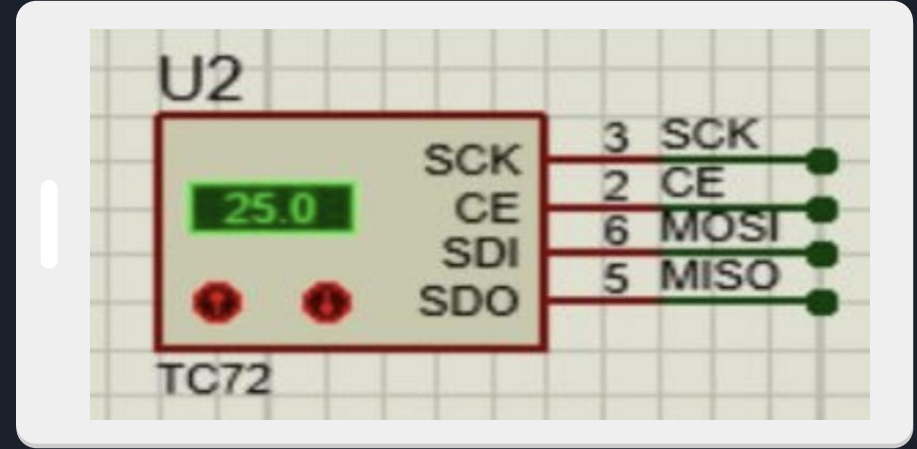 U2
25.0
SCK 3 SCK
CE 2 CE
SDI 6 MOSI
SDO 5 MISO
TC72